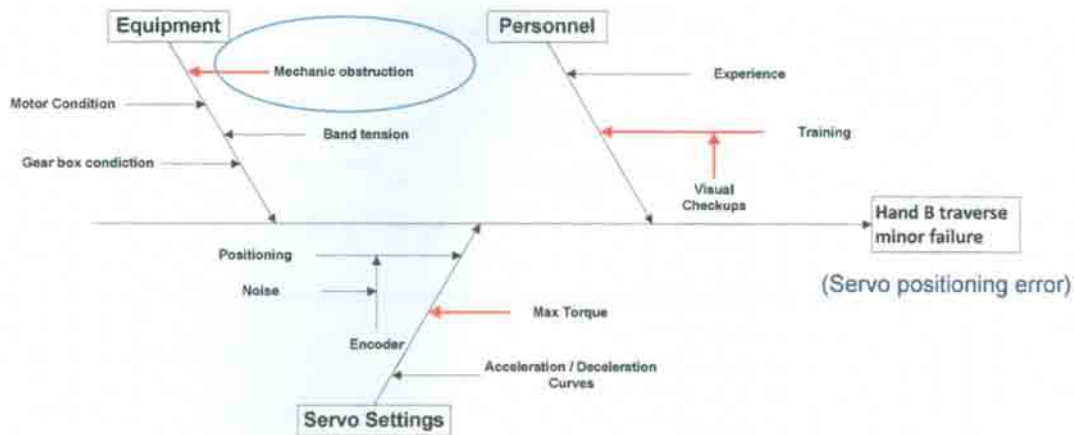 Equipment
Personnel
Mechanic obstruction
Experience
Motor Condition
Band tension
Training
Gear box condiction
Visual
Checkups
Hand B traverse
minor failure
Positioning
(Servo positioning error)
Noise
Max Torque
Encoder
Acceleration / Deceleration
Curves
Servo Settings